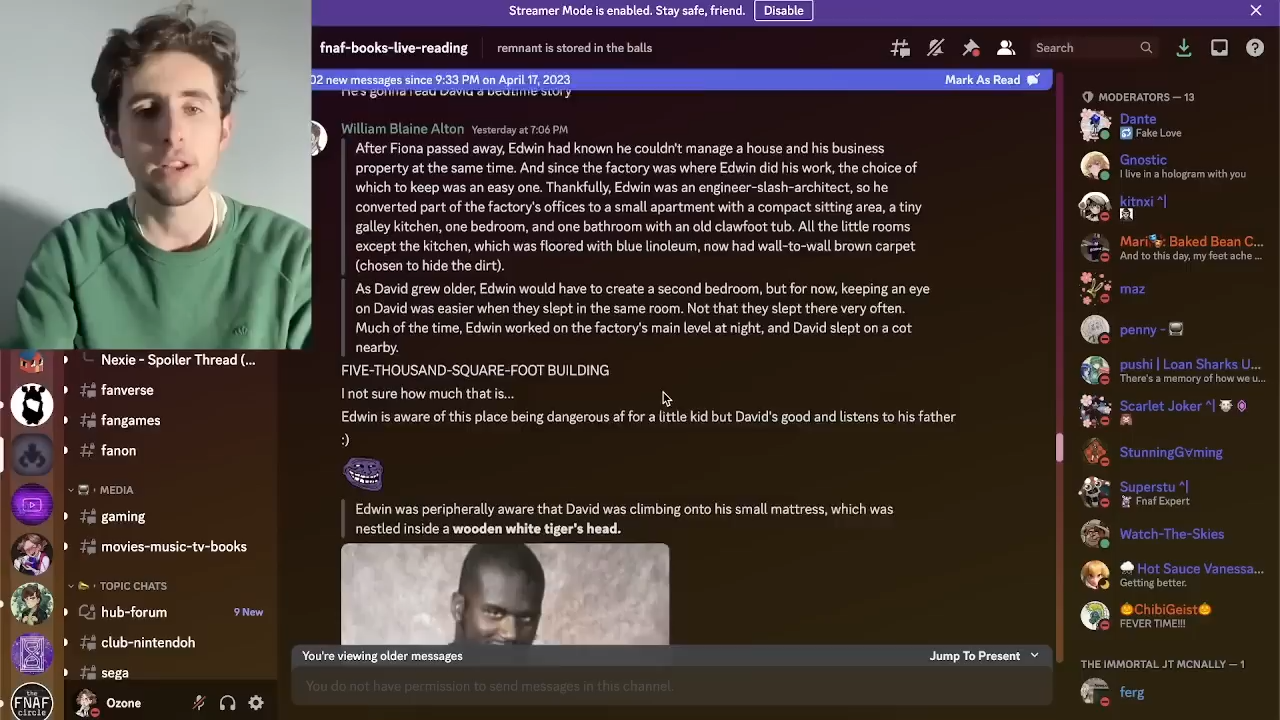 Streamer Mode is enabled. Stay safe, friend.
Disable
fnaf-books-live-reading
remnant is stored in the balls
Search
02 new messages since 9:33 PM on April 17, 2023
Mark As Read
He's gonna read David a bedtime story
William Blaine Alton Yesterday at 7:06 PM
After Fiona passed away, Edwin had known he couldn't manage a house and his business
property at the same time. And since the factory was where Edwin did his work, the choice of
which to keep was an easy one. Thankfully, Edwin was an engineer-slash-architect, so he
converted part of the factory's offices to a small apartment with a compact sitting area, a tiny
galley kitchen, one bedroom, and one bathroom with an old clawfoot tub. All the little rooms
except the kitchen, which was floored with blue linoleum, now had wall-to-wall brown carpet
(chosen to hide the dirt).
As David grew older, Edwin would have to create a second bedroom, but for now, keeping an eye
on David was easier when they slept in the same room. Not that they slept there very often.
Much of the time, Edwin worked on the factory's main level at night, and David slept on a cot
nearby.
FIVE-THOUSAND-SQUARE-FOOT BUILDING
I not sure how much that is...
Edwin is aware of this place being dangerous af for a little kid but David's good and listens to his father
:)
Edwin was peripherally aware that David was climbing onto his small mattress, which was
nestled inside a wooden white tiger's head.
You're viewing older messages
Jump To Present
You do not have permission to send messages in this channel.
Nexie - Spoiler Thread (...
fanverse
fangames
fanon
MEDIA
gaming
movies-music-tv-books
TOPIC CHATS
hub-forum
9 New
club-nintendoh
sega
the
FNAF
circle
Ozone
MODERATORS — 13
Dante
Fake Love
Gnostic
I live in a hologram with you
kitnxi ^|
Mari🎭: Baked Bean C...
And to this day, my feet ache ...
maz
penny -
pushi | Loan Sharks U...
There's a memory of how we u...
Scarlet Joker ^|
StunningG∀ming
Superstu ^|
Fnaf Expert
Watch-The-Skies
Hot Sauce Vanessa...
Getting better.
🎃ChibiGeist🎃
FEVER TIME!!!
THE IMMORTAL JT MCNALLY — 1
ferg